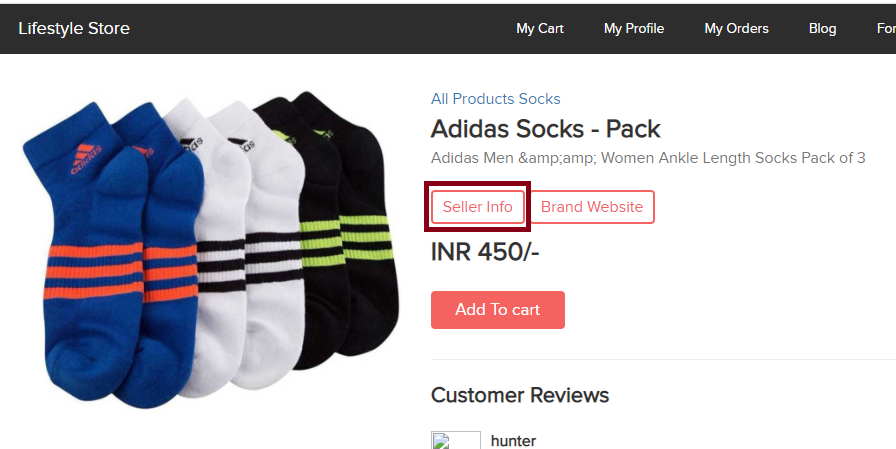 Lifestyle Store My Cart My Profile My Orders Blog For
All Products Socks
Adidas Socks - Pack
Adidas Men &amp;amp; Women Ankle Length Socks Pack of 3
Seller Info Brand Website
INR 450/-
Add To cart
Customer Reviews
hunter
adidas